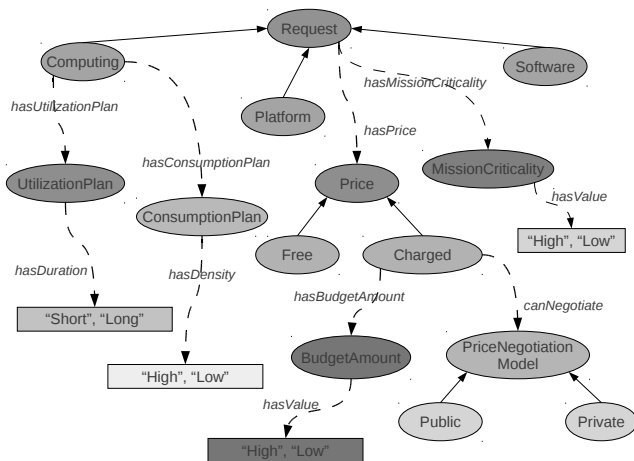 Request
Computing
Software
hasMissionCriticality
hasUtilizationPlan
Platform
hasPrice
hasConsumptionPlan
UtilizationPlan
Price
MissionCriticality
hasValue
ConsumptionPlan
“High”, “Low”
Free
Charged
hasDuration
hasDensity
hasBudgetAmount
canNegotiate
“Short”, “Long”
BudgetAmount
PriceNegotiation
Model
“High”, “Low”
hasValue
Public
Private
“High”, “Low”